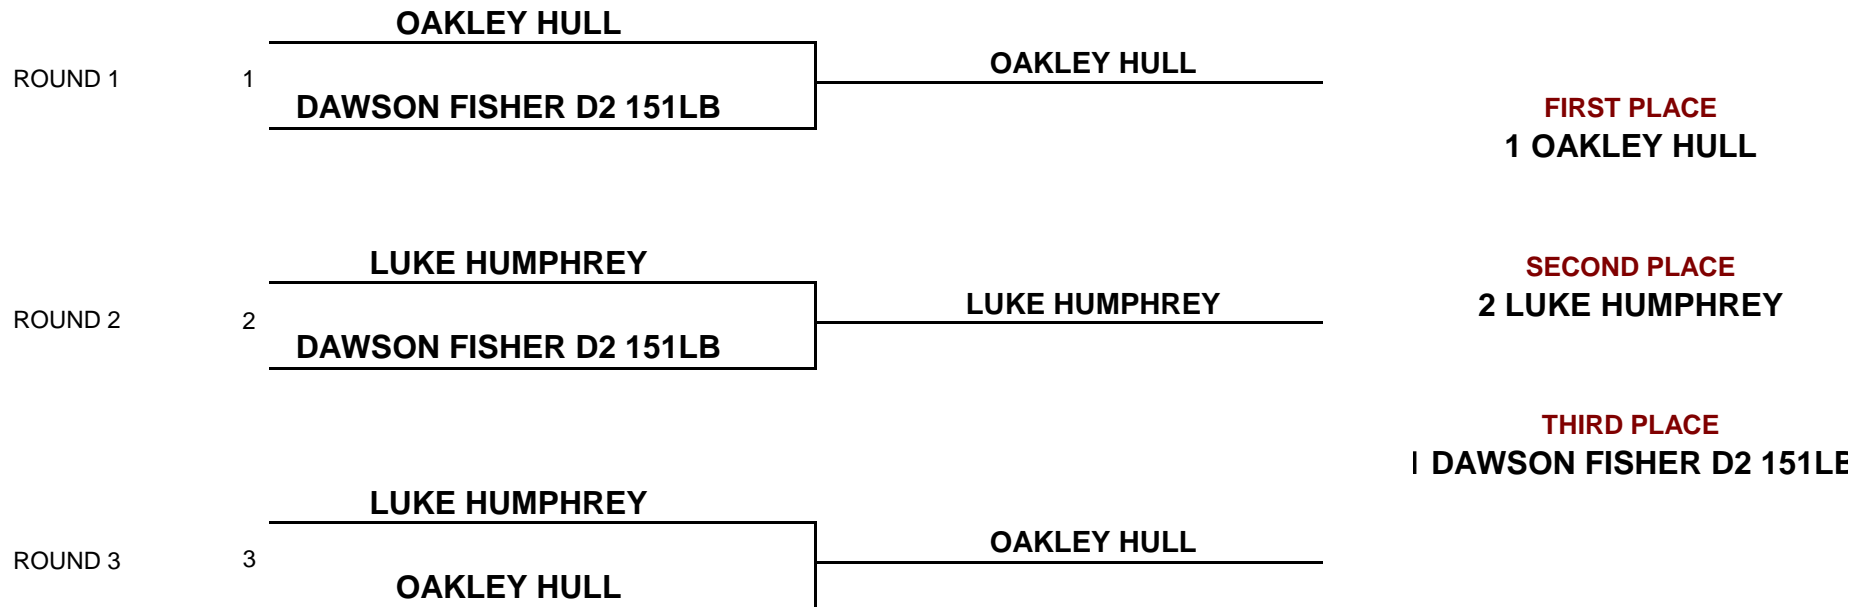 OAKLEY HULL
ROUND 1 1 OAKLEY HULL
DAWSON FISHER D2 151LB
FIRST PLACE
1 OAKLEY HULL
LUKE HUMPHREY
ROUND 2 2 LUKE HUMPHREY
DAWSON FISHER D2 151LB
SECOND PLACE
2 LUKE HUMPHREY
THIRD PLACE
DAWSON FISHER D2
LUKE HUMPHREY
ROUND 3 3 OAKLEY HULL
OAKLEY HULL